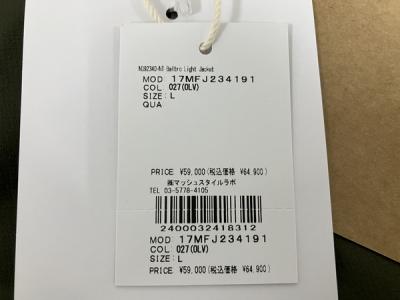 NJ92340-N1 Baltro Light Jacket
MOD 17MFJ234191
COL 027(OLV)
SIZE: L
QUA
PRICE ¥59,000(税込価格 ¥64,900)
㈱マッシュスタイルラボ
TEL 03-5778-4105
2400032418312
MOD 17MFJ234191
COL 027(OLV)
SIZE: L
PRICE ¥59,000(税込価格 ¥64,900)